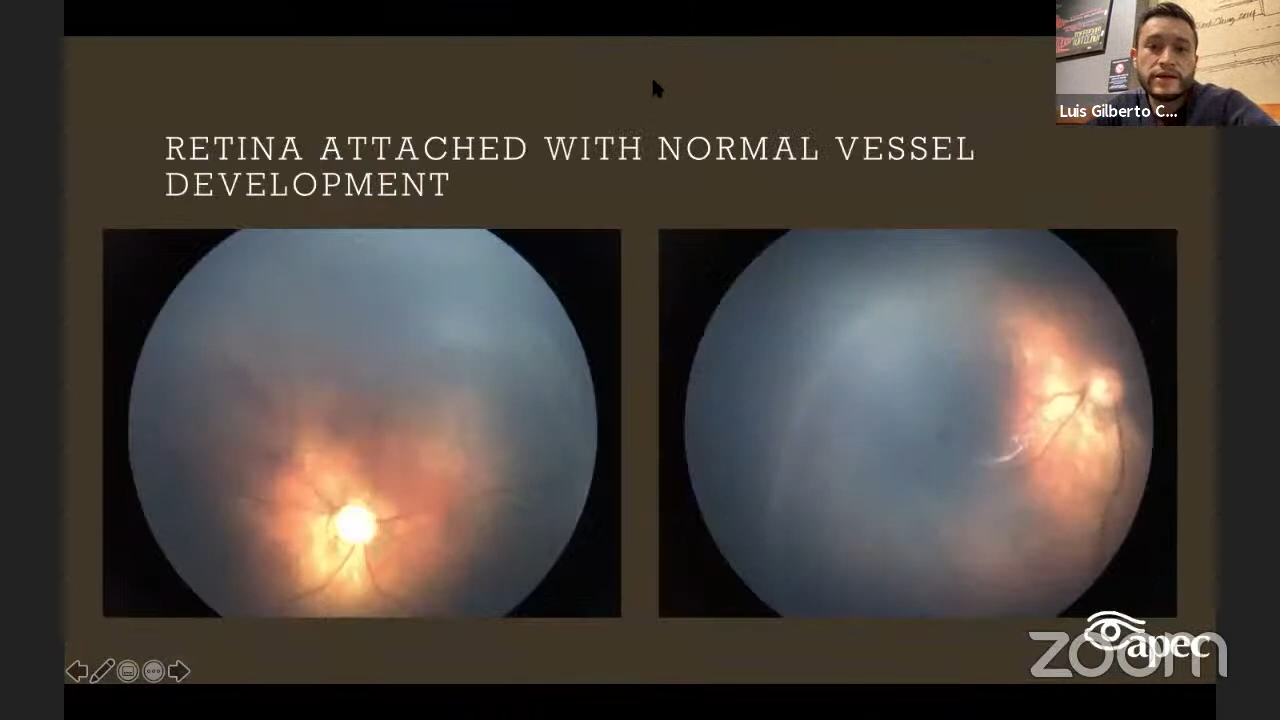 Luis Gilberto C...
RETINA ATTACHED WITH NORMAL VESSEL
DEVELOPMENT
apec
zoom